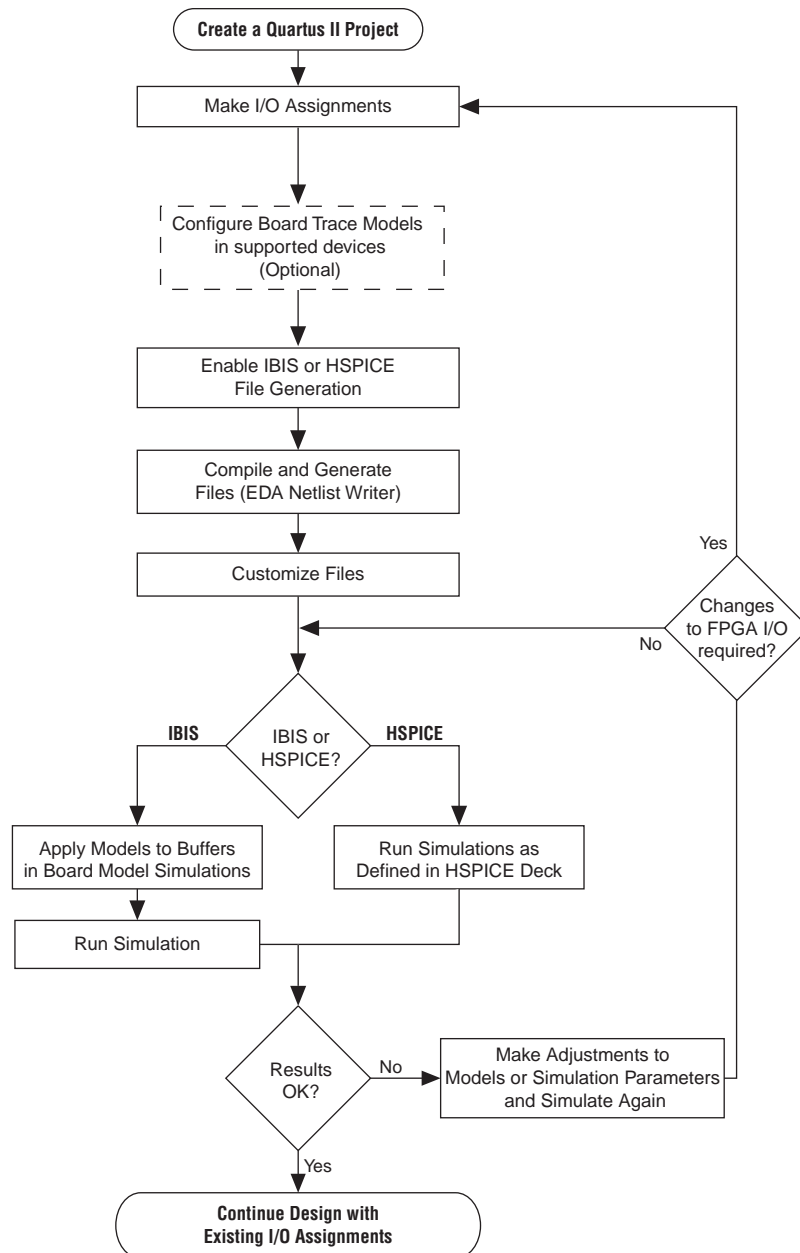 Create a Quartus II Project
Make I/O Assignments
Configure Board Trace Models
in supported devices
(Optional)
Enable IBIS or HSPICE
File Generation
Compile and Generate
Files (EDA Netlist Writer)
Customize Files
Yes
Changes
to FPGA I/O
required?
No
IBIS
IBIS or
HSPICE?
HSPICE
Apply Models to Buffers
in Board Model Simulations
Run Simulations as
Defined in HSPICE Deck
Run Simulation
Results
OK?
No
Make Adjustments to
Models or Simulation Parameters
and Simulate Again
Yes
Continue Design with
Existing I/O Assignments